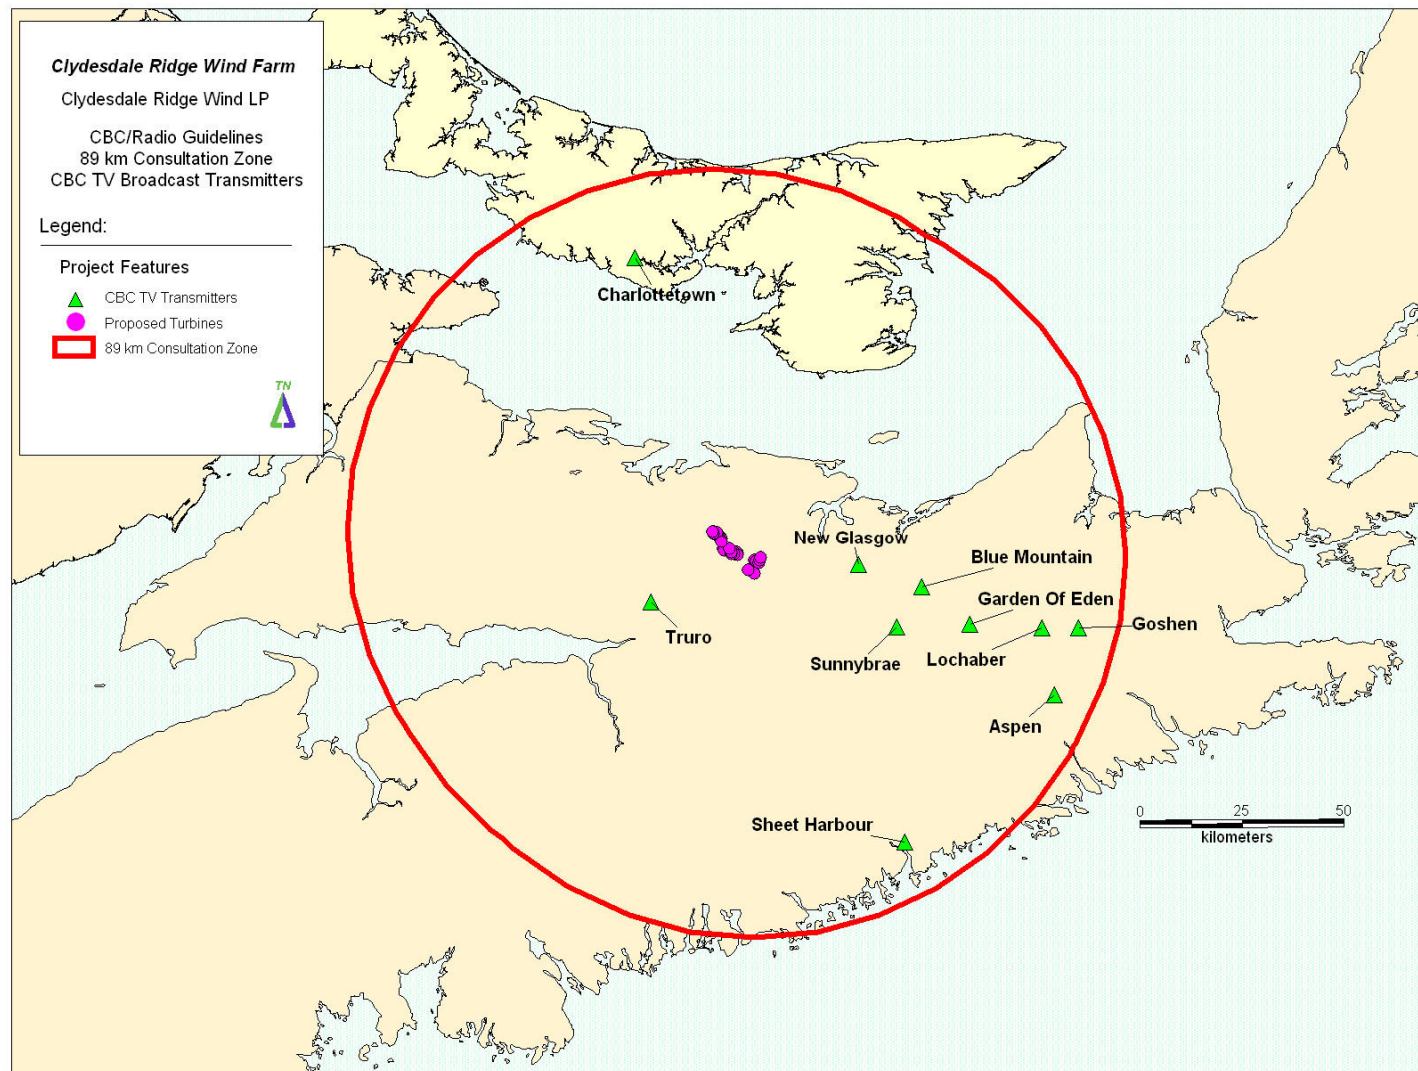 Clydesdale Ridge Wind Farm
Clydesdale Ridge Wind LP
CBC/Radio Guidelines
89 km Consultation Zone
CBC TV Broadcast Transmitters
Legend:
Project Features
CBC TV Transmitters
Proposed Turbines
89 km Consultation Zone
TN
Charlottetown
New Glasgow
Blue Mountain
Garden Of Eden
Goshen
Truro
Sunnybrae
Lochaber
Aspen
Sheet Harbour
0 25 50
kilometers